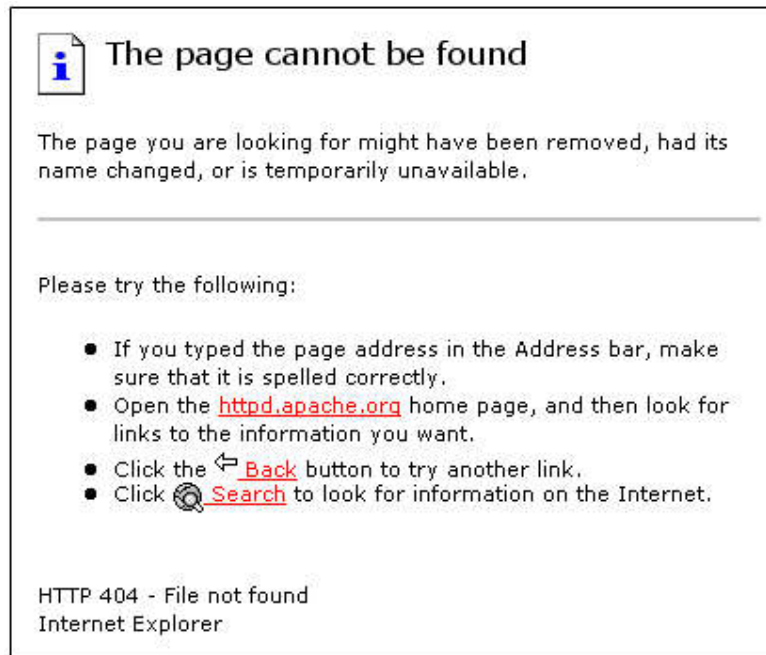 The page cannot be found
The page you are looking for might have been removed, had its
name changed, or is temporarily unavailable.
Please try the following:
If you typed the page address in the Address bar, make
sure that it is spelled correctly.
Open the httpd.apache.org home page, and then look for
links to the information you want.
Click the Back button to try another link.
Click Search to look for information on the Internet.
HTTP 404 - File not found
Internet Explorer